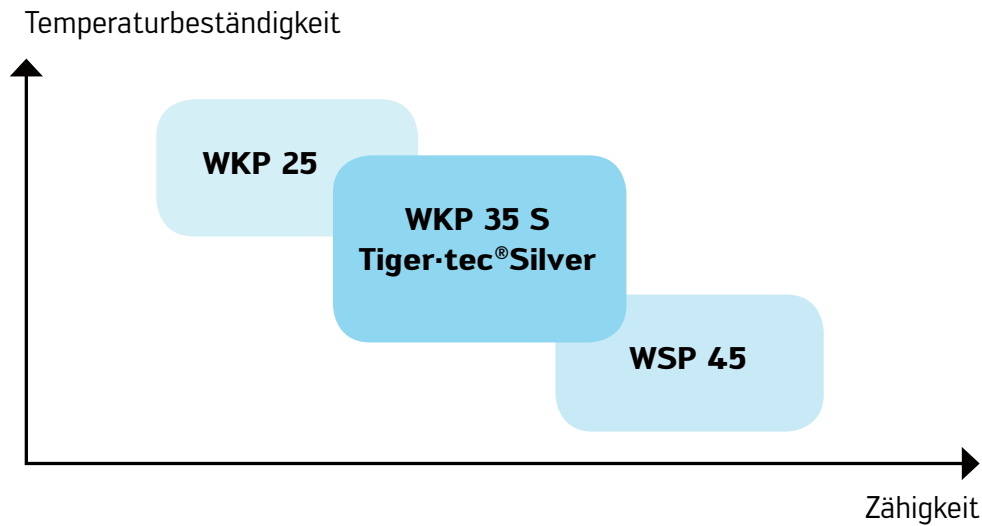 Temperaturbeständigkeit
WKP 25
WKP 35 S
Tiger·tec®Silver
WSP 45
Zähigkeit